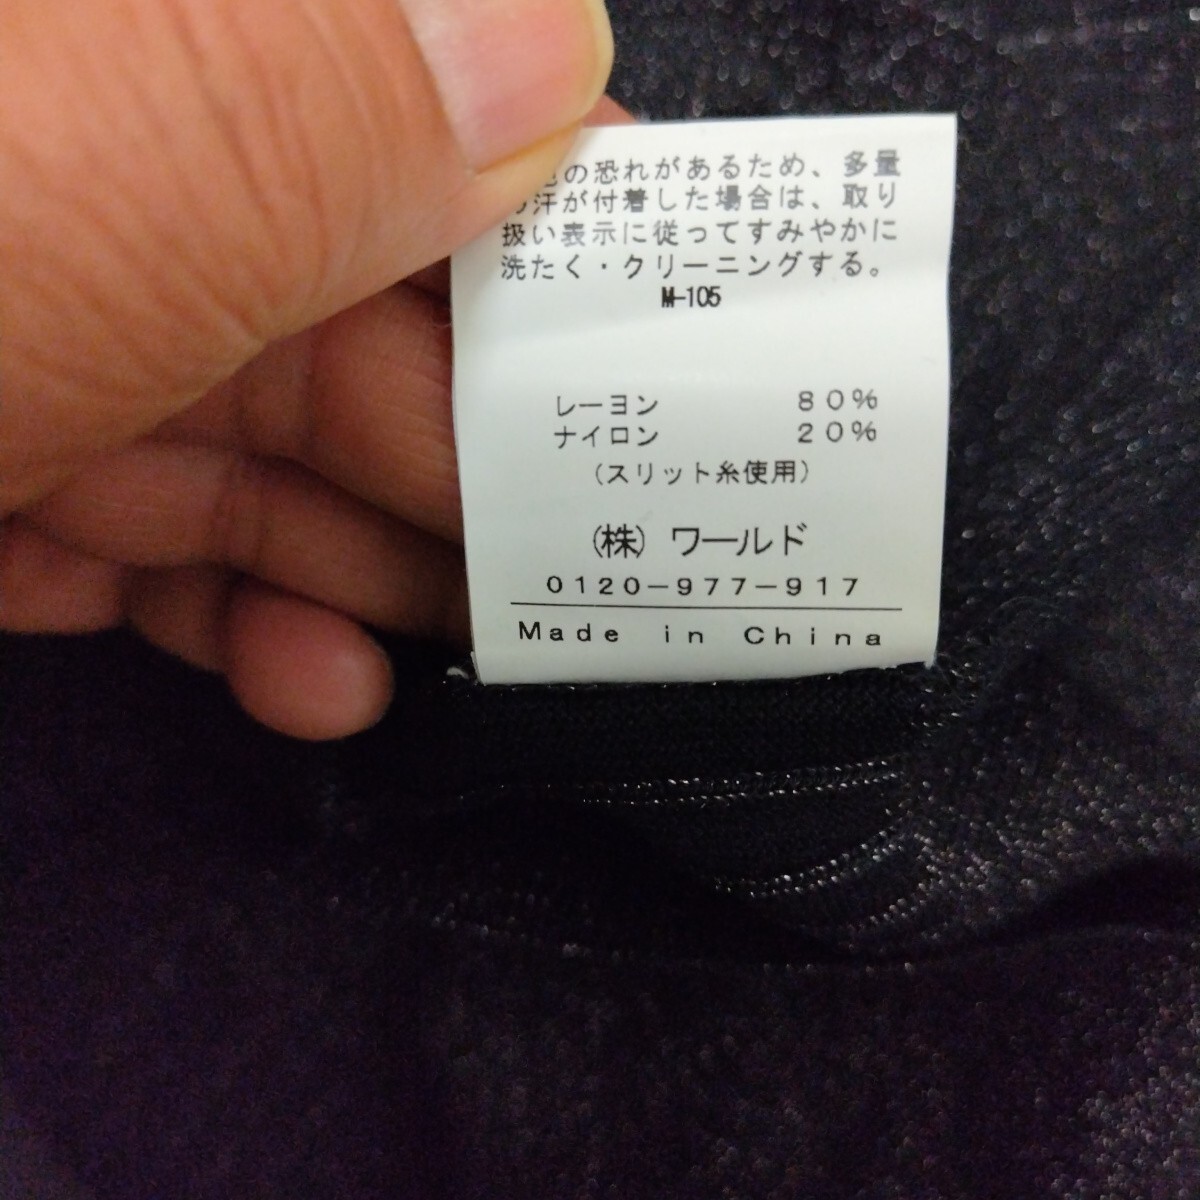 の恐れがあるため、多量
汗が付着した場合は、取り
扱い表示に従ってすみやかに
洗たく・クリーニングする。
M-105
レーヨン 80%
ナイロン 20%
(スリット糸使用)
(株)ワールド
0120-977-917
Made in China